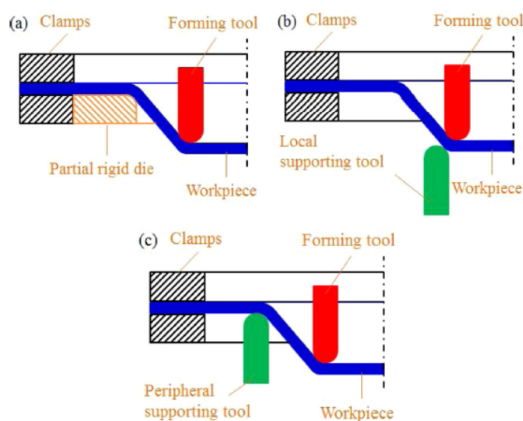 (a)
Clamps
Forming tool
Partial rigid die
Workpiece
(b)
Clamps
Forming tool
Local
supporting tool
Workpiece
(c)
Clamps
Forming tool
Peripheral
supporting tool
Workpiece